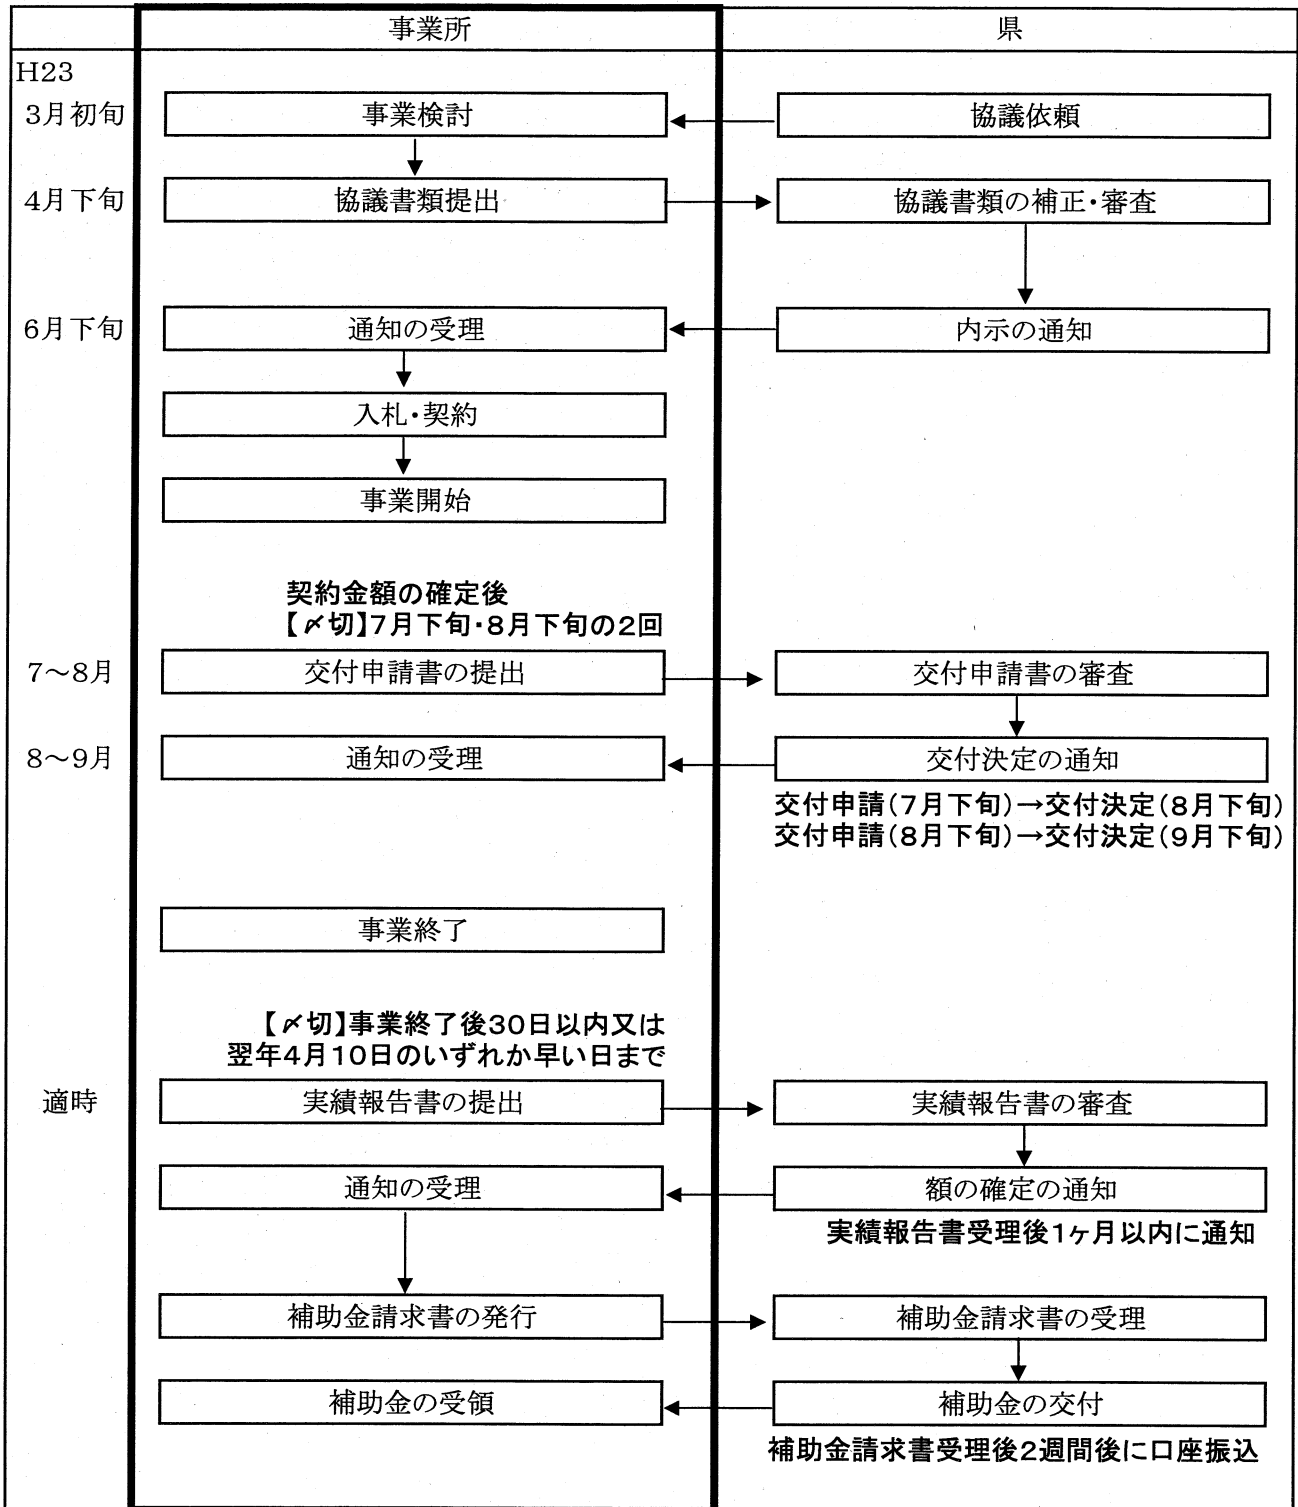 事業所 県
H23
3月初旬 事業検討 協議依頼
4月下旬 協議書類提出 協議書類の補正・審査
6月下旬 通知の受理 内示の通知
入札・契約
事業開始
契約金額の確定後
【〆切】7月下旬・8月下旬の2回
7～8月 交付申請書の提出 交付申請書の審査
8～9月 通知の受理 交付決定の通知
交付申請(7月下旬)→交付決定(8月下旬)
交付申請(8月下旬)→交付決定(9月下旬)
事業終了
【〆切】事業終了後30日以内又は
翌年4月10日のいずれか早い日まで
適時 実績報告書の提出 実績報告書の審査
通知の受理 額の確定の通知
実績報告書受理後1ヶ月以内に通知
補助金請求書の発行 補助金請求書の受理
補助金の受領 補助金の交付
補助金請求書受理後2週間後に口座振込